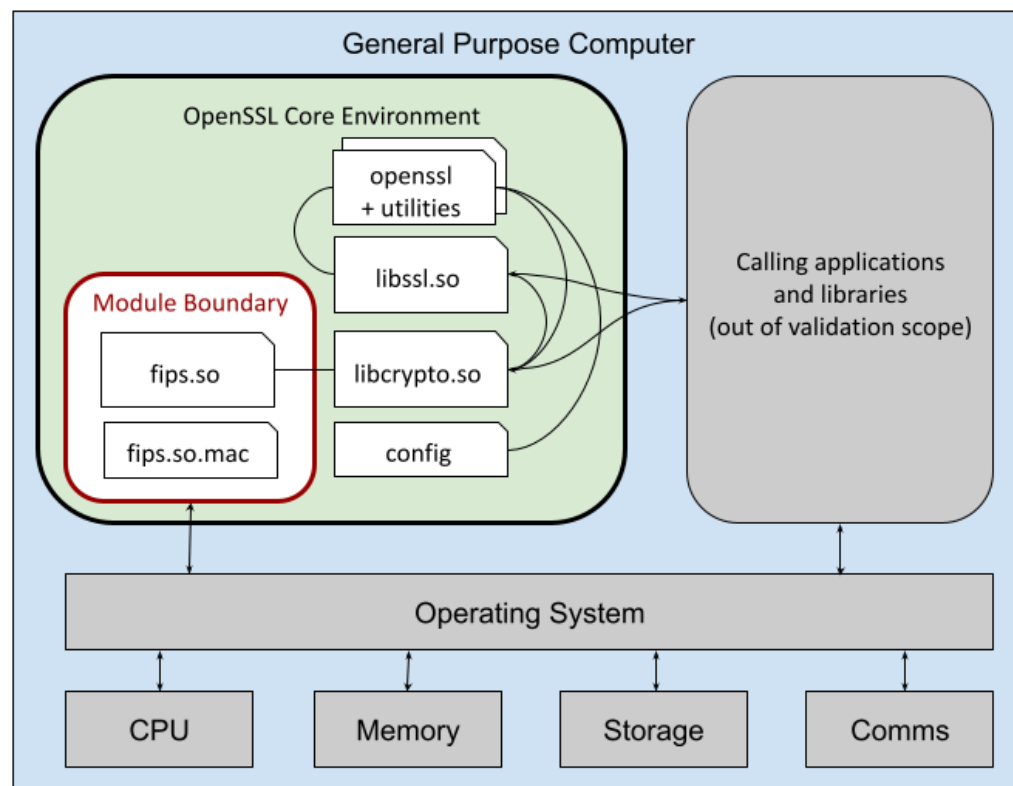 General Purpose Computer
OpenSSL Core Environment
openssl
+ utilities
libssl.so
Module Boundary
fips.so
libcrypto.so
fips.so.mac
config
Calling applications
and libraries
(out of validation scope)
Operating System
CPU
Memory
Storage
Comms